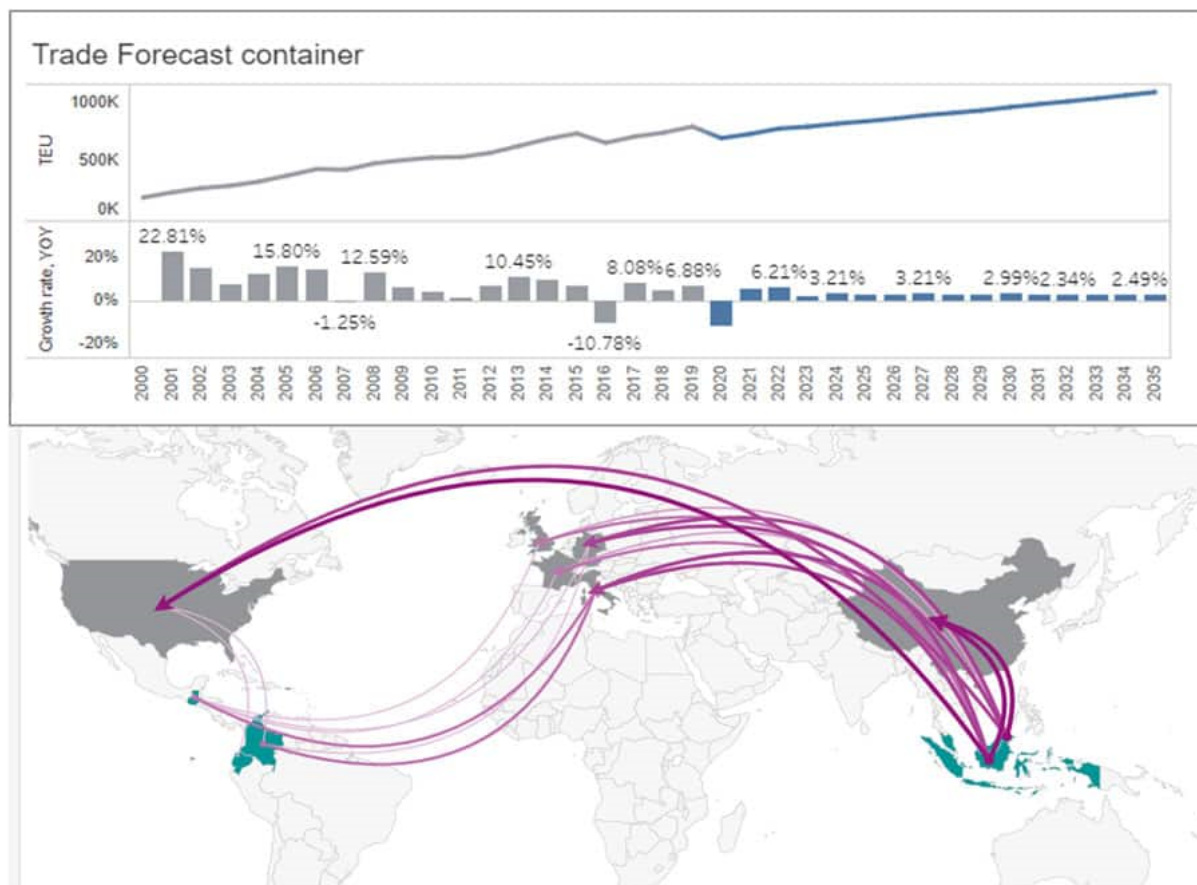 Trade Forecast container
1000K
TEU
500K
0K
Growth rate, YOY
20%
0%
-20%
22.81% 15.80% 12.59% 10.45% 8.08% 6.88% 6.21% 3.21% 3.21% 2.99% 2.34% 2.49%
-1.25% -10.78%
2000 2001 2002 2003 2004 2005 2006 2007 2008 2009 2010 2011 2012 2013 2014 2015 2016 2017 2018 2019 2020 2021 2022 2023 2024 2025 2026 2027 2028 2029 2030 2031 2032 2033 2034 2035